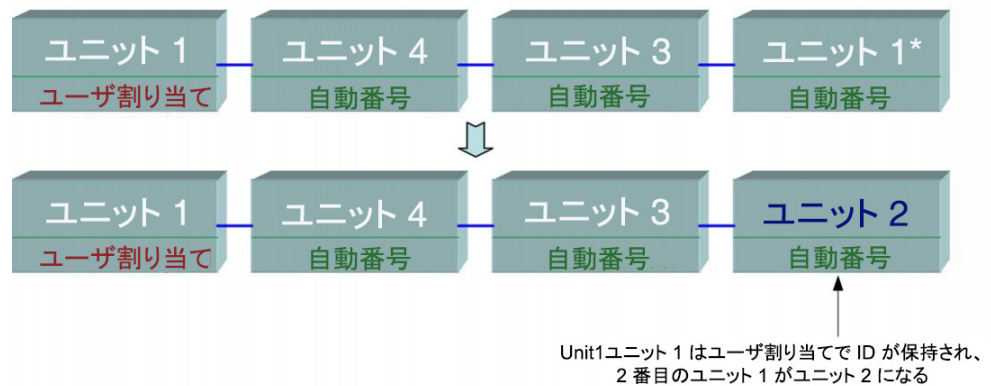 ユニット 1 ユニット 4 ユニット 3 ユニット 1*
ユーザ割り当て 自動番号 自動番号 自動番号
ユニット 1 ユニット 4 ユニット 3 ユニット 2
ユーザ割り当て 自動番号 自動番号 自動番号
Unit1ユニット 1 はユーザ割り当てで ID が保持され、
2 番目のユニット 1 がユニット 2 になる